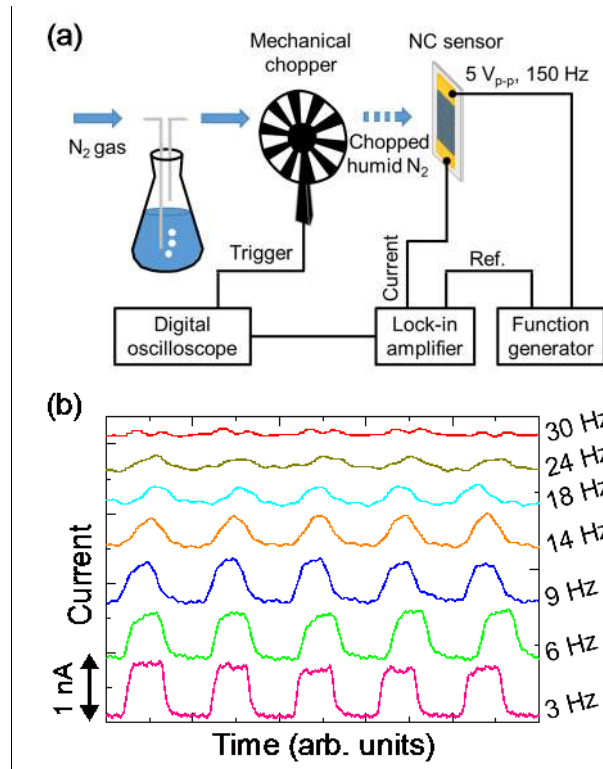 (a)
Mechanical
chopper
NC sensor
5 Vp-p, 150 Hz
N2 gas
Chopped
humid N2
Trigger
Current
Ref.
Digital
oscilloscope
Lock-in
amplifier
Function
generator
(b)
30 Hz
24 Hz
18 Hz
14 Hz
9 Hz
6 Hz
3 Hz
Current
1 nA
Time (arb. units)